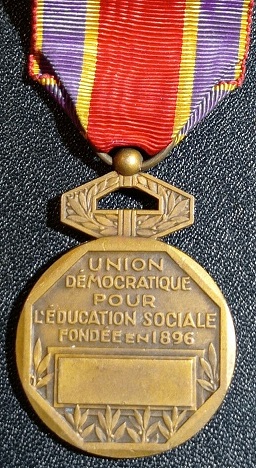 UNION
DÉMOCRATIQUE
POUR
L'ÉDUCATION SOCIALE
FONDÉE EN 1896